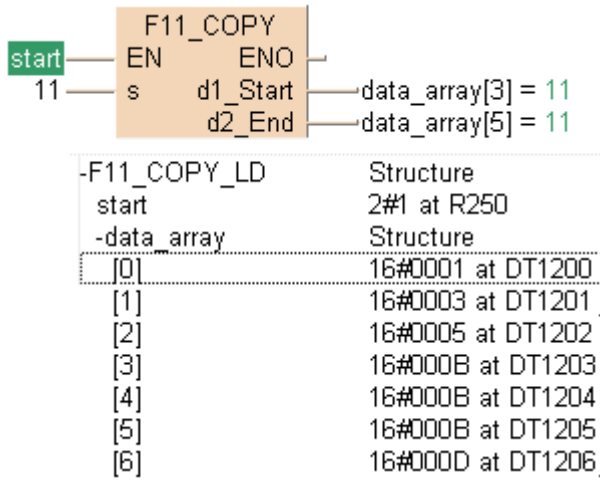 F11_COPY
start EN ENO
11 s d1_Start data_array[3] = 11
d2_End data_array[5] = 11
-F11_COPY_LD Structure
start 2#1 at R250
-data_array Structure
[0] 16#0001 at DT1200
[1] 16#0003 at DT1201
[2] 16#0005 at DT1202
[3] 16#000B at DT1203
[4] 16#000B at DT1204
[5] 16#000B at DT1205
[6] 16#000D at DT1206